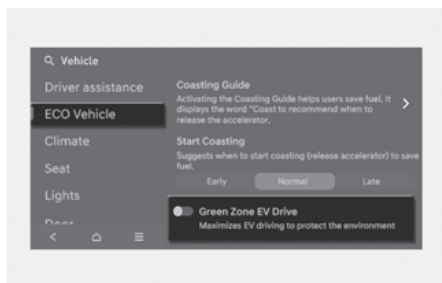 Vehicle
Driver assistance
ECO Vehicle
Climate
Seat
Lights
Door
Coasting Guide
Activating the Coasting Guide helps users save fuel. It
displays the word "Coast to recommend when to
release the accelerator.
Start Coasting
Suggests when to start coasting (release accelerator) to save
fuel.
Early Normal Late
Green Zone EV Drive
Maximizes EV driving to protect the environment